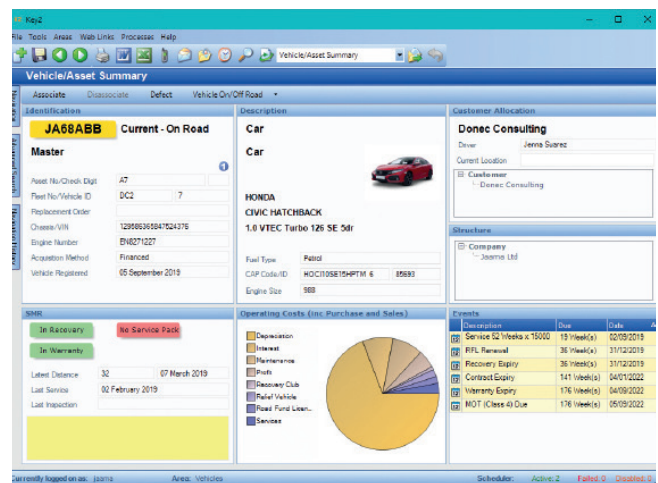 Key2
File Tools Areas Web Links Processes Help
Vehicle/Asset Summary
Vehicle/Asset Summary
Associate Disassociate Defect Vehicle On/Off Road
Identification
JA68ABB Current - On Road
Master
Asset No/Check Digit A7
Fleet No/Vehicle ID DC2 7
Replacement Order
Chassis/VIN 129586365847524376
Engine Number EN8271227
Acquisition Method Financed
Vehicle Registered 05 September 2019
Description
Car
Car
HONDA
CIVIC HATCHBACK
1.0 VTEC Turbo 126 SE 5dr
Fuel Type Petrol
CAP Code/ID HOCI10SE15HPTM 6 85693
Engine Size 988
Customer Allocation
Donec Consulting
Driver Jenna Suarez
Current Location
Customer
Donec Consulting
Structure
Company
Jaama Ltd
SMR
In Recovery No Service Pack
In Warranty
Latest Distance 32 07 March 2019
Last Service 02 February 2019
Last Inspection
Operating Costs (inc Purchase and Sales)
Depreciation
Interest
Maintenance
Profit
Recovery Club
Relief Vehicle
Road Fund Licen...
Services
Events
Description Due Date
Service 52 Weeks x 15000 19 Week(s) 02/09/2019
RFL Renewal 36 Week(s) 31/12/2019
Recovery Expiry 36 Week(s) 31/12/2019
Contract Expiry 141 Week(s) 04/01/2022
Warranty Expiry 176 Week(s) 04/09/2022
MOT (Class 4) Due 176 Week(s) 05/09/2022
Currently logged on as: jaama Area: Vehicles Scheduler: Active: 2 Failed: 0 Disabled: 0